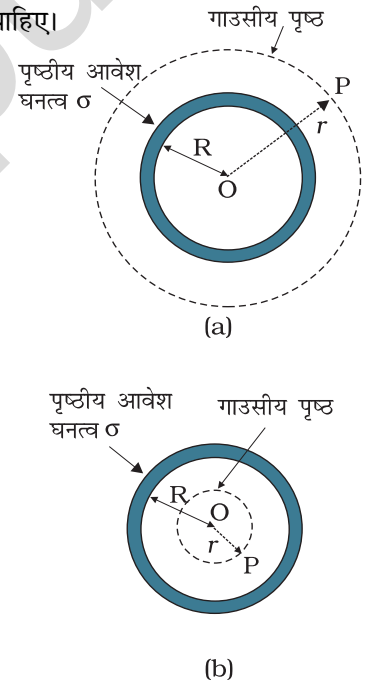 चाहिए।
गाउसीय पृष्ठ
पृष्ठीय आवेश
घनत्व σ
P
r
R
O
(a)
पृष्ठीय आवेश
घनत्व σ
गाउसीय पृष्ठ
R
O
r
P
(b)